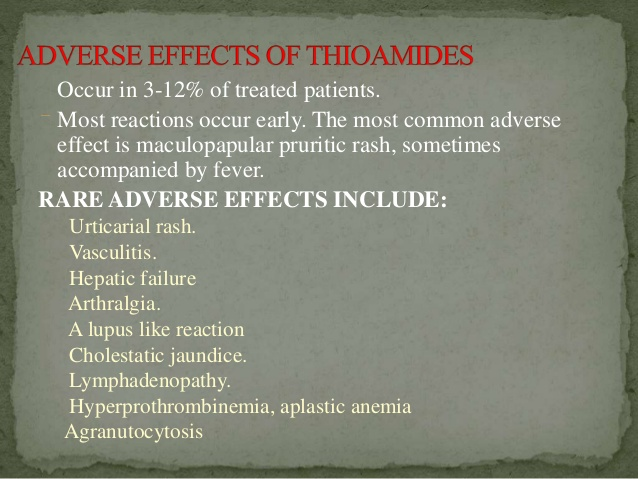 ADVERSE EFFECTS OF THIOAMIDES
Occur in 3-12% of treated patients.
– Most reactions occur early. The most common adverse
effect is maculopapular pruritic rash, sometimes
accompanied by fever.
RARE ADVERSE EFFECTS INCLUDE:
Urticarial rash.
Vasculitis.
Hepatic failure
Arthralgia.
A lupus like reaction
Cholestatic jaundice.
Lymphadenopathy.
Hyperprothrombinemia, aplastic anemia
Agranutocytosis